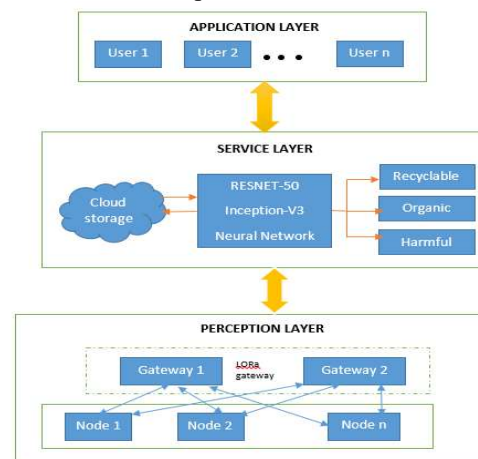 APPLICATION LAYER
User 1
User 2
User n
SERVICE LAYER
Cloud
storage
RESNET-50
Inception-V3
Neural Network
Recyclable
Organic
Harmful
PERCEPTION LAYER
Gateway 1
LORa
gateway
Gateway 2
Node 1
Node 2
Node n